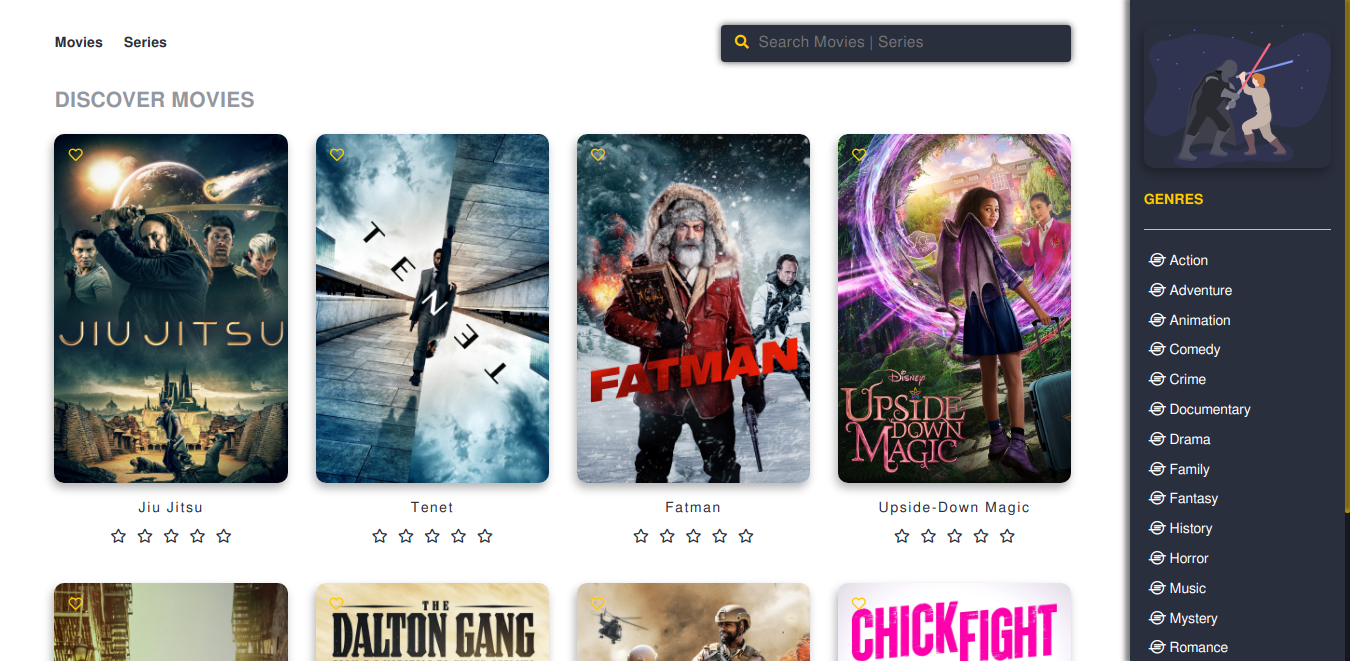 Movies Series
Search Movies | Series
DISCOVER MOVIES
JIU JITSU
TENET
FATMAN
Disney
UPSIDE
DOWN
MAGIC
Jiu Jitsu
Tenet
Fatman
Upside-Down Magic
THE
DALTON GANG
CHICKFIGHT
GENRES
Action
Adventure
Animation
Comedy
Crime
Documentary
Drama
Family
Fantasy
History
Horror
Music
Mystery
Romance